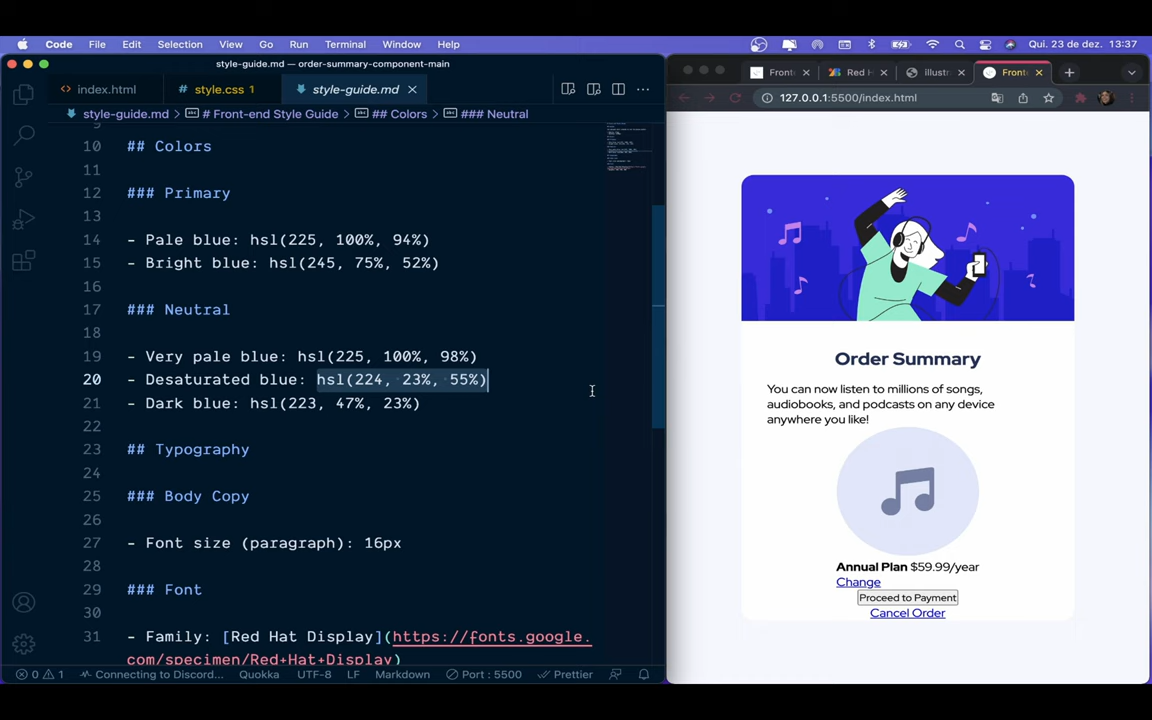 Code File Edit Selection View Go Run Terminal Window Help Qui. 23 de dez. 13:37
style-guide.md — order-summary-component-main
index.html style.css 1 style-guide.md
style-guide.md > # Front-end Style Guide > ## Colors > ### Neutral
9
10 ## Colors
11
12 ### Primary
13
14 - Pale blue: hsl(225, 100%, 94%)
15 - Bright blue: hsl(245, 75%, 52%)
16
17 ### Neutral
18
19 - Very pale blue: hsl(225, 100%, 98%)
20 - Desaturated blue: hsl(224, 23%, 55%)
21 - Dark blue: hsl(223, 47%, 23%)
22
23 ## Typography
24
25 ### Body Copy
26
27 - Font size (paragraph): 16px
28
29 ### Font
30
31 - Family: [Red Hat Display](https://fonts.google.
com/specimen/Red+Hat+Display)
0 1 Connecting to Discord... Quokka UTF-8 LF Markdown Port : 5500 Prettier
Fronte Red H illustr Fronte
127.0.0.1:5500/index.html
Order Summary
You can now listen to millions of songs,
audiobooks, and podcasts on any device
anywhere you like!
Annual Plan $59.99/year
Change
Proceed to Payment
Cancel Order